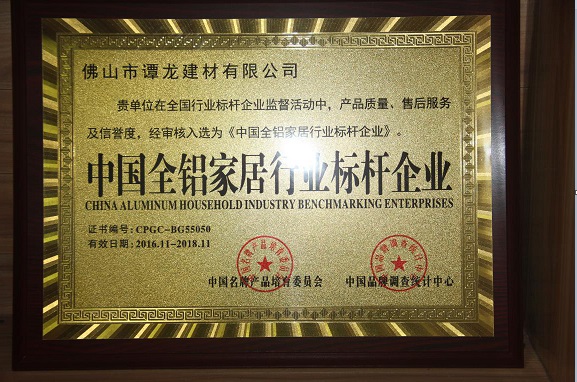 佛山市谭龙建材有限公司
贵单位在全国行业标杆企业监督活动中，产品质量、售后服务
及信誉度，经审核入选为《中国全铝家居行业标杆企业》。
中国全铝家居行业标杆企业
CHINA ALUMINUM HOUSEHOLD INDUSTRY BENCHMARKING ENTERPRISES
证书编号: CPGC-BG55050
有效日期: 2016.11-2018.11
中国名牌产品培育委员会 中国品牌调查统计中心